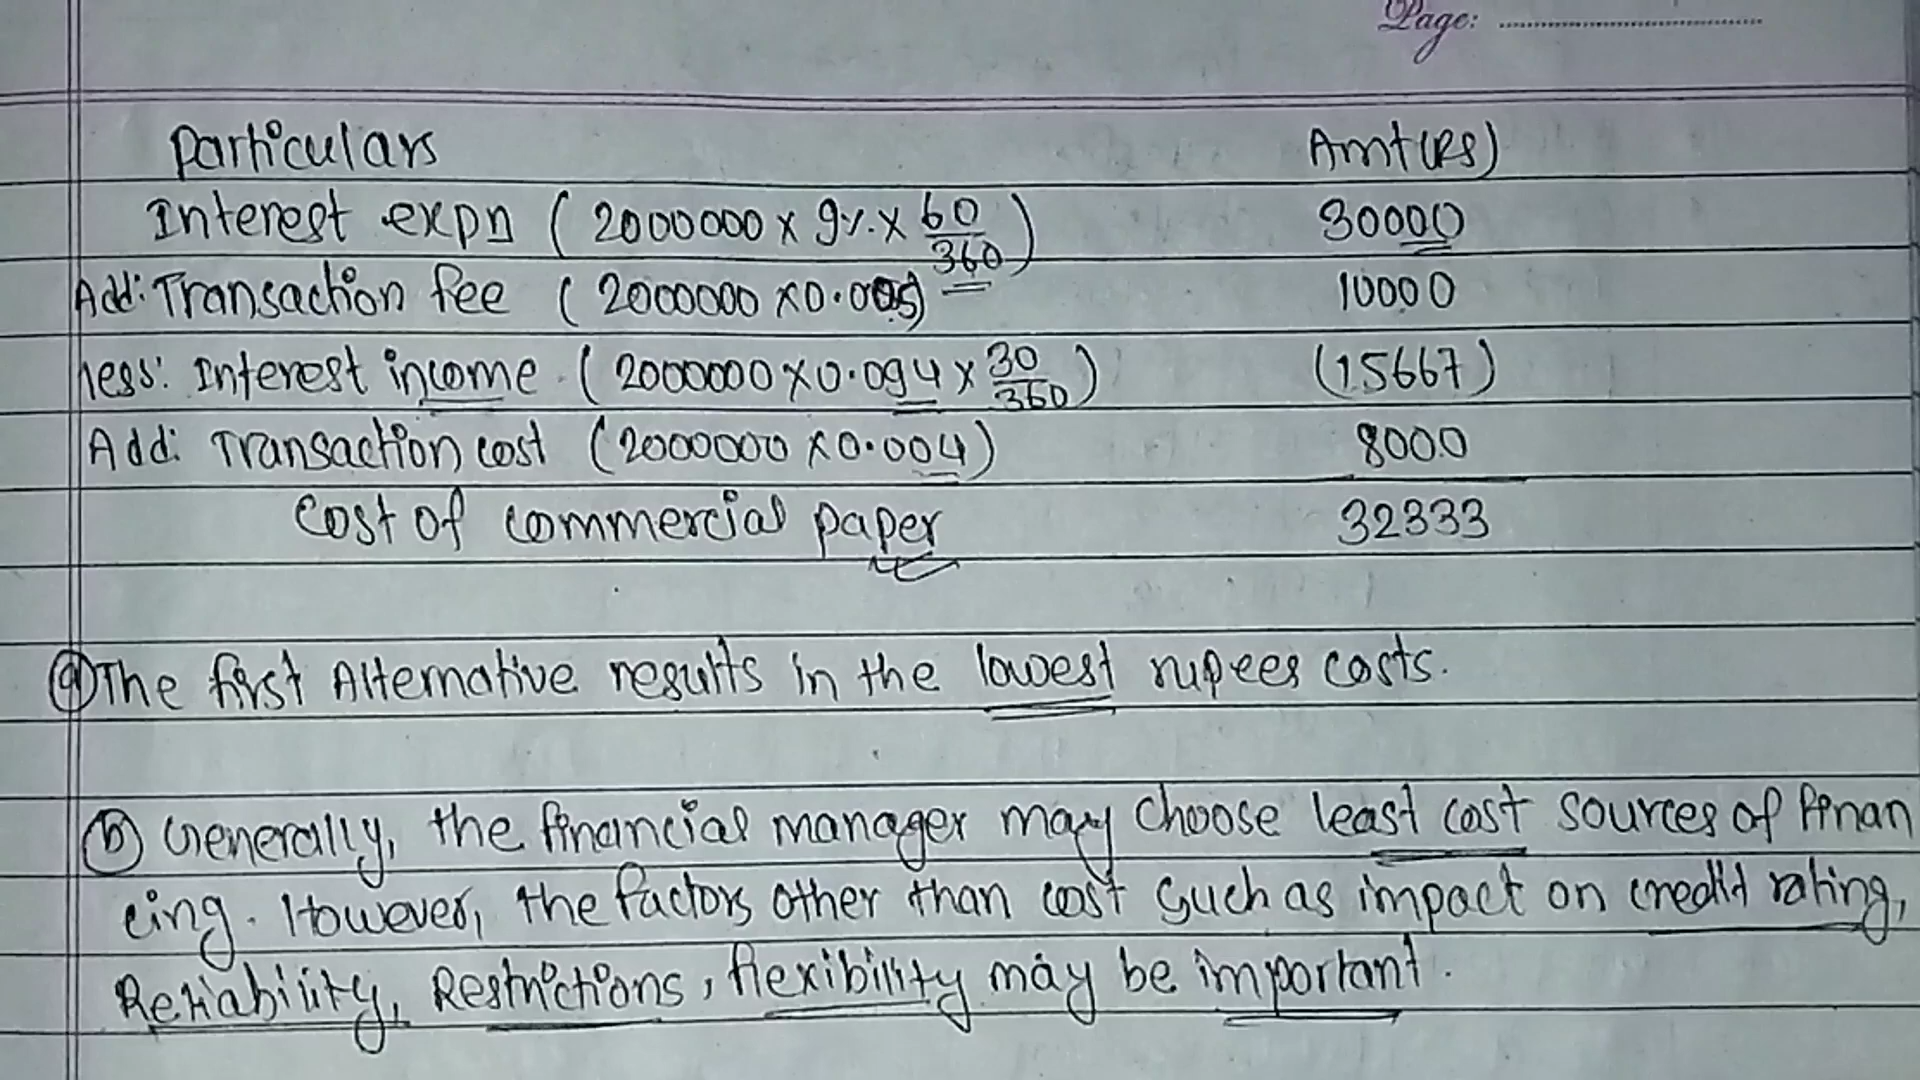 Page:
Particulars Amt(RS)
Interest expn (2000000 x 9% x 60/360) 30000
Add: Transaction fee (2000000 x 0.005) 10000
less: Interest income (2000000 x 0.094 x 30/360) (15667)
Add: Transaction cost (2000000 x 0.004) 8000
Cost of commercial paper 32333
(a) The first Alternative results in the lowest rupees costs.
(b) Generally, the financial manager may choose least cost sources of finan
cing. However, the factors other than cost such as impact on credit rating,
Reliability, Restrictions, flexibility may be important.